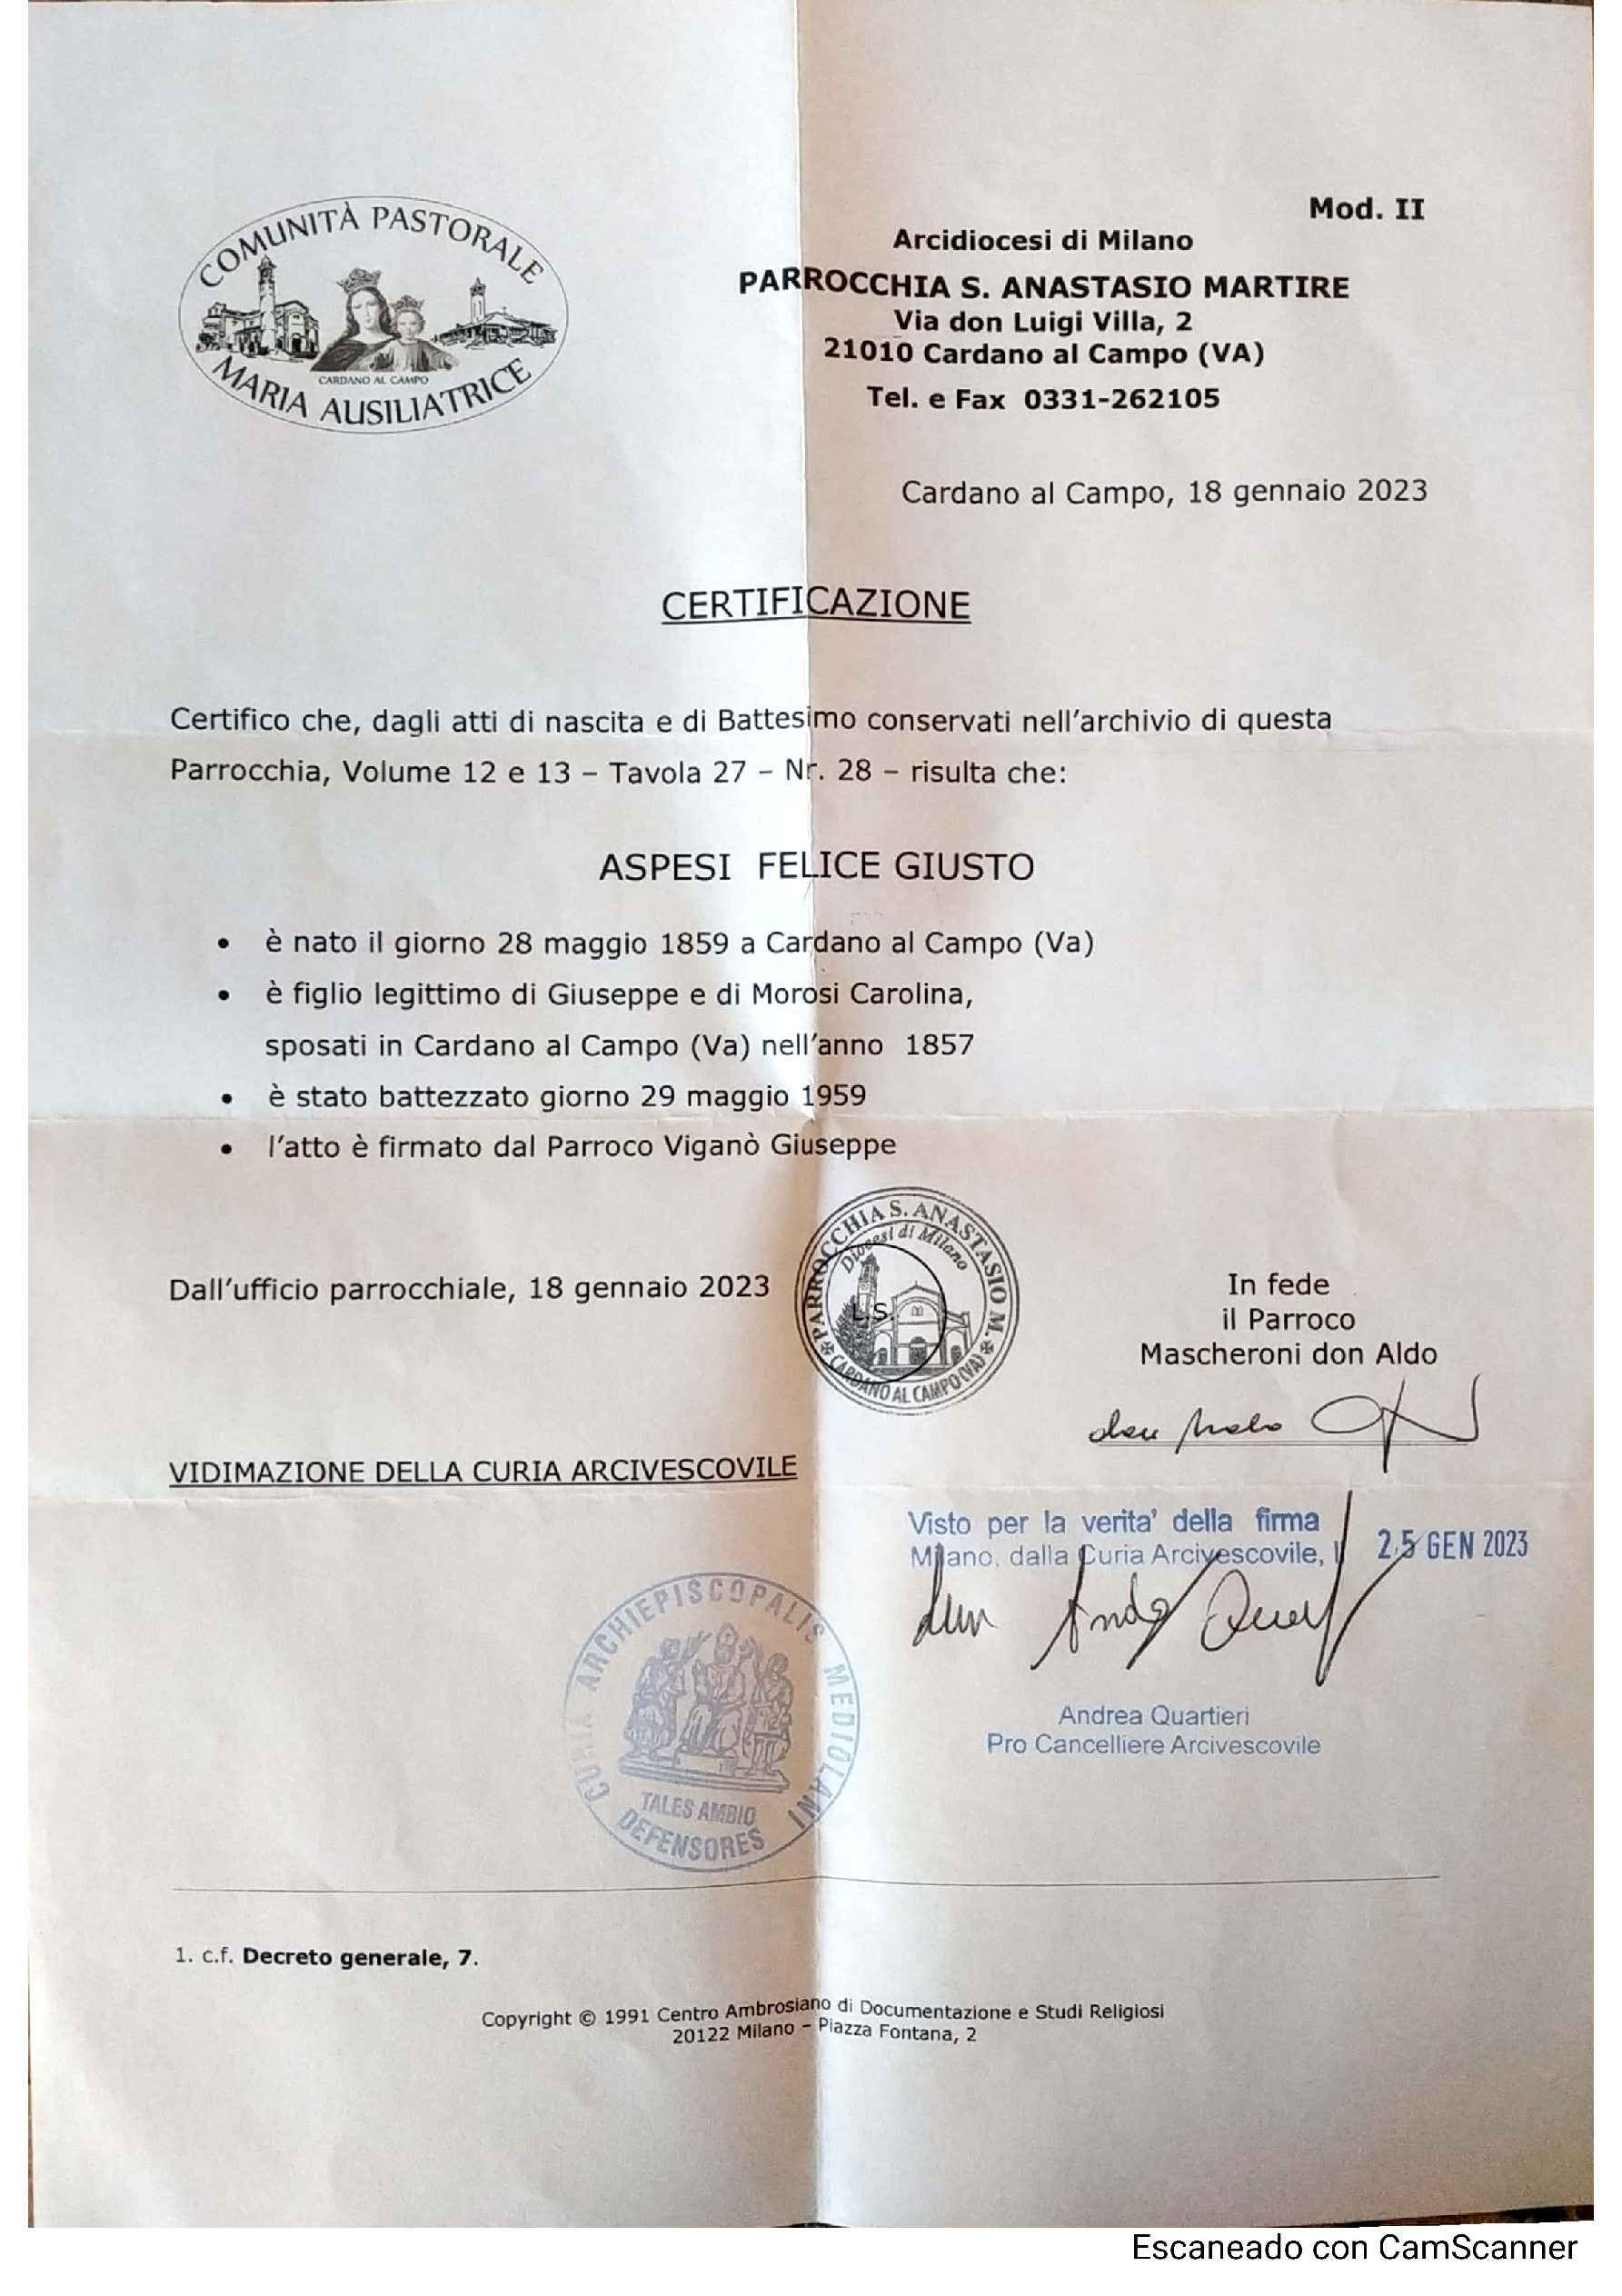 COMUNITÀ PASTORALE
CARDANO AL CAMPO
MARIA AUSILIATRICE
Mod. II
Arcidiocesi di Milano
PARROCCHIA S. ANASTASIO MARTIRE
Via don Luigi Villa, 2
21010 Cardano al Campo (VA)
Tel. e Fax 0331-262105
Cardano al Campo, 18 gennaio 2023
CERTIFICAZIONE
Certifico che, dagli atti di nascita e di Battesimo conservati nell'archivio di questa
Parrocchia, Volume 12 e 13 – Tavola 27 – Nr. 28 – risulta che:
ASPESI FELICE GIUSTO
• è nato il giorno 28 maggio 1859 a Cardano al Campo (Va)
• è figlio legittimo di Giuseppe e di Morosi Carolina,
sposati in Cardano al Campo (Va) nell'anno 1857
• è stato battezzato giorno 29 maggio 1959
• l'atto è firmato dal Parroco Viganò Giuseppe
PARROCCHIA S. ANASTASIO M.
Diocesi di Milano
L.S.
CARDANO AL CAMPO (VA)
Dall'ufficio parrocchiale, 18 gennaio 2023
In fede
il Parroco
Mascheroni don Aldo
don
VIDIMAZIONE DELLA CURIA ARCIVESCOVILE
Visto per la verita' della firma
Milano, dalla Curia Arcivescovile, il 25 GEN 2023
Andrea Quartieri
Pro Cancelliere Arcivescovile
CURIA ARCHIEPISCOPALIS MEDIOLANI
TALES AMBIO
DEFENSORES
1. c.f. Decreto generale, 7.
Copyright © 1991 Centro Ambrosiano di Documentazione e Studi Religiosi
20122 Milano – Piazza Fontana, 2
Escaneado con CamScanner